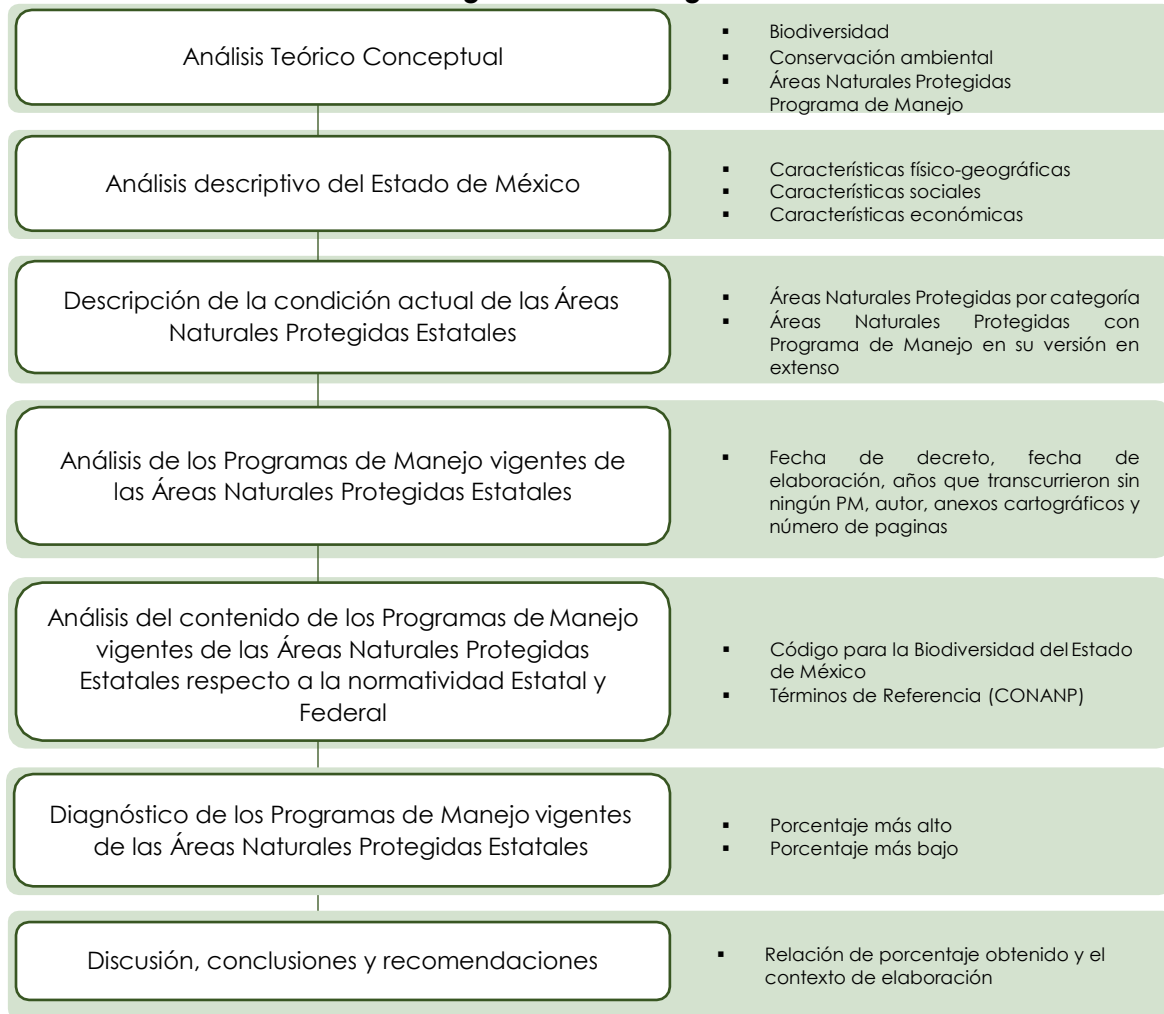 Análisis Teórico Conceptual
▪ Biodiversidad
▪ Conservación ambiental
▪ Áreas Naturales Protegidas
Programa de Manejo
Análisis descriptivo del Estado de México
▪ Características físico-geográficas
▪ Características sociales
▪ Características económicas
Descripción de la condición actual de las Áreas
Naturales Protegidas Estatales
▪ Áreas Naturales Protegidas por categoría
▪ Áreas Naturales Protegidas con
Programa de Manejo en su versión en
extenso
Análisis de los Programas de Manejo vigentes de
las Áreas Naturales Protegidas Estatales
▪ Fecha de decreto, fecha de
elaboración, años que transcurrieron sin
ningún PM, autor, anexos cartográficos y
número de paginas
Análisis del contenido de los Programas de Manejo
vigentes de las Áreas Naturales Protegidas
Estatales respecto a la normatividad Estatal y
Federal
▪ Código para la Biodiversidad del Estado
de México
▪ Términos de Referencia (CONANP)
Diagnóstico de los Programas de Manejo vigentes
de las Áreas Naturales Protegidas Estatales
▪ Porcentaje más alto
▪ Porcentaje más bajo
Discusión, conclusiones y recomendaciones
▪ Relación de porcentaje obtenido y el
contexto de elaboración